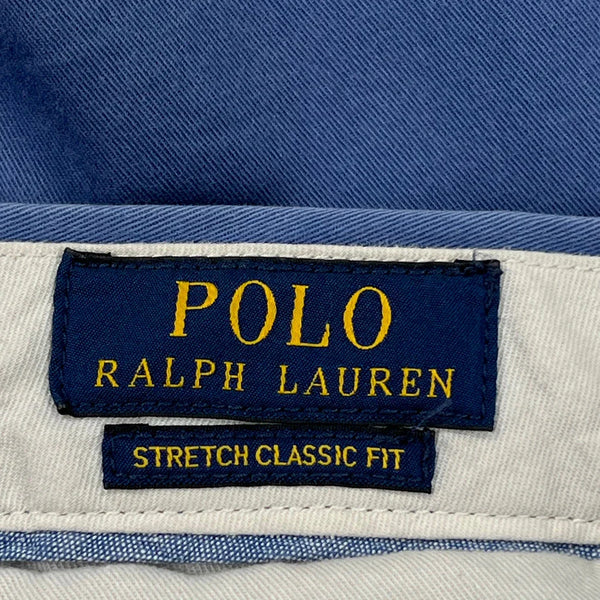 POLO
RALPH LAUREN
STRETCH CLASSIC FIT